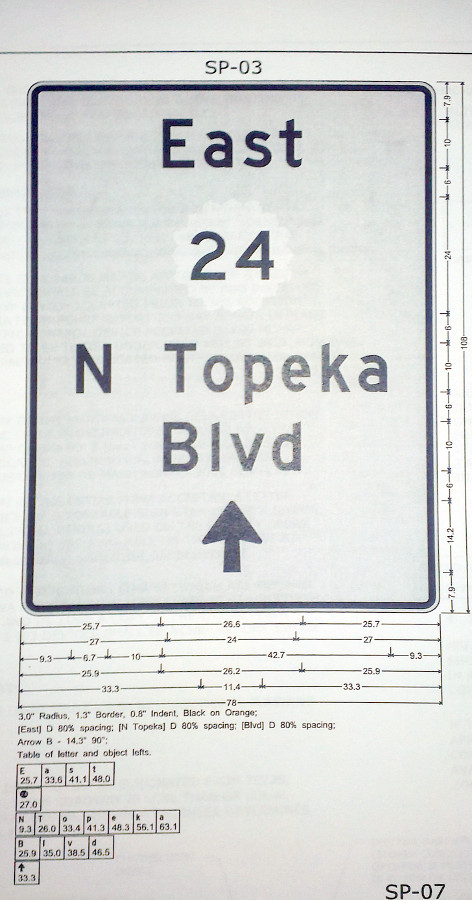 SP-03
East
24
N Topeka
Blvd
7.9
10
6
24
6
10
6
10
6
14.2
7.9
108
25.7 26.6 25.7
27 24 27
9.3 6.7 10 42.7 9.3
25.9 26.2 25.9
33.3 11.4 33.3
78
3.0" Radius, 1.3" Border, 0.8" Indent, Black on Orange;
[East] D 80% spacing; [N Topeka] D 80% spacing; [Blvd] D 80% spacing;
Arrow B - 14.3" 90°;
Table of letter and object lefts.
E a s t
25.7 33.6 41.1 48.0
27.0
N T o p e k a
9.3 26.0 33.4 41.3 48.3 56.1 63.1
B l v d
25.9 35.0 38.5 46.5
33.3
SP-07